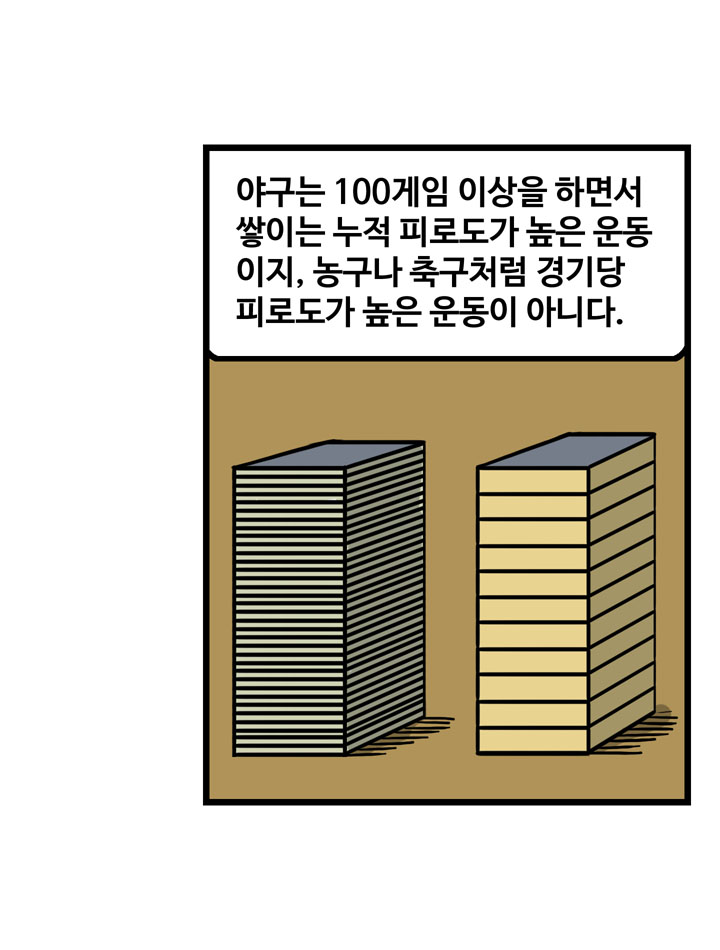 야구는 100게임 이상을 하면서
쌓이는 누적 피로도가 높은 운동
이지, 농구나 축구처럼 경기당
피로도가 높은 운동이 아니다.